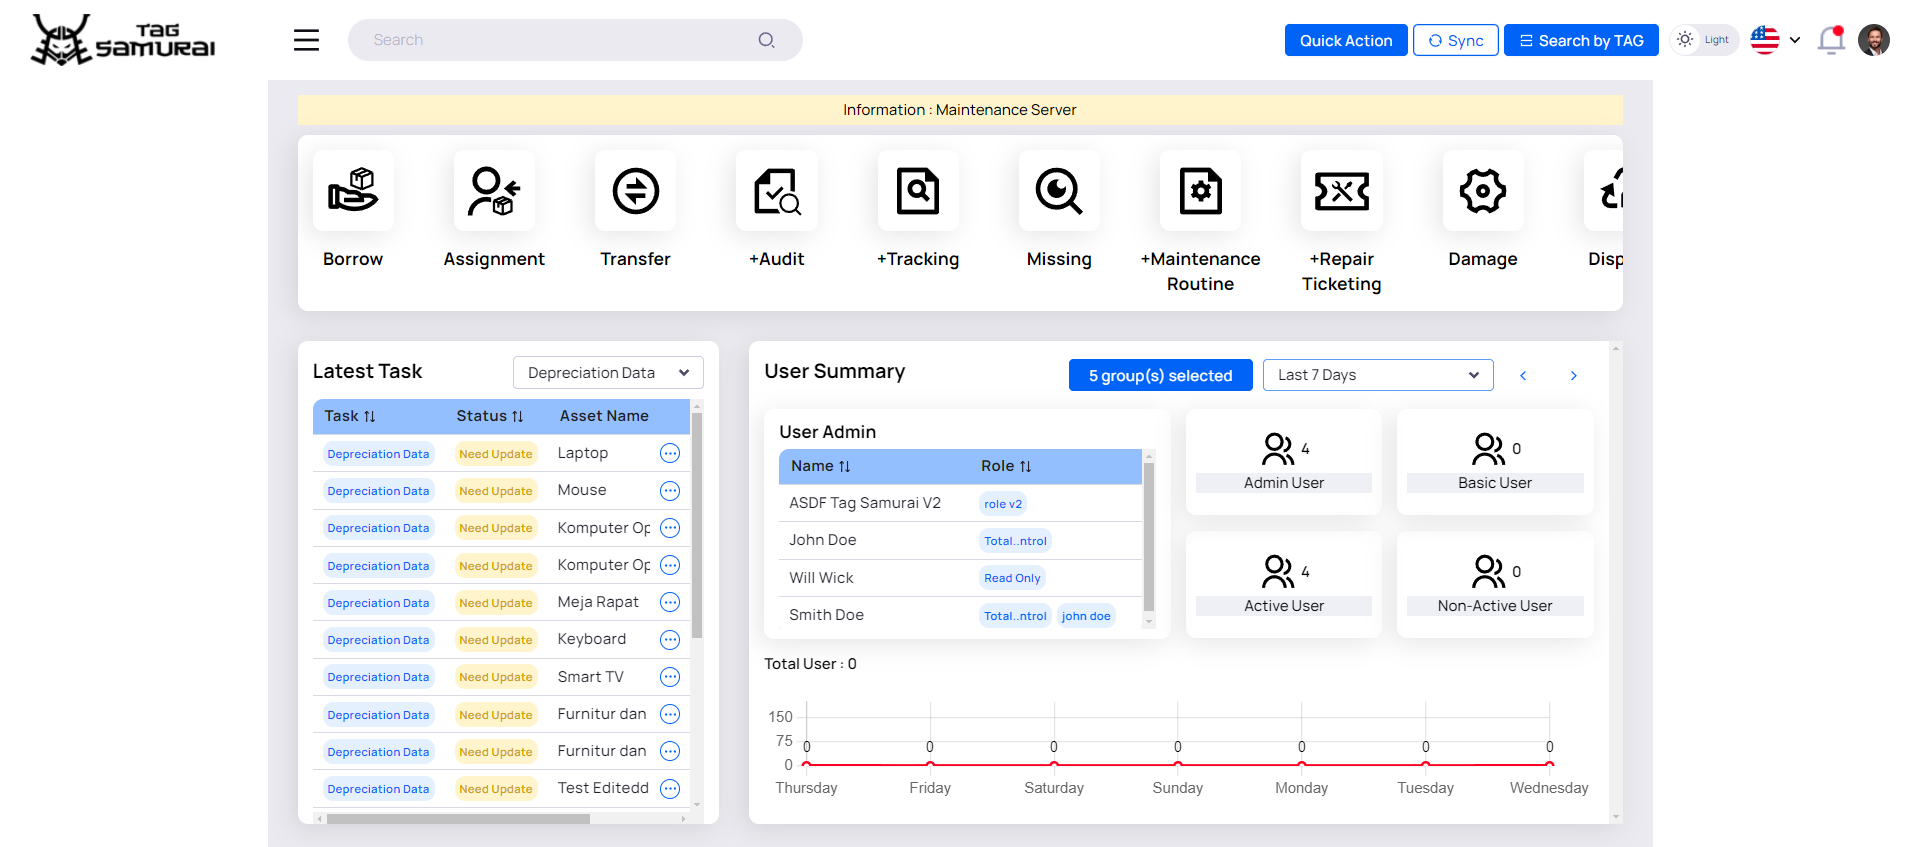 TAG
SAMURAI
Search
Quick Action
Sync
Search by TAG
Light
Information : Maintenance Server
Borrow
Assignment
Transfer
+Audit
+Tracking
Missing
+Maintenance
Routine
+Repair
Ticketing
Damage
Disp
Latest Task
Depreciation Data
Task Status Asset Name
Depreciation Data Need Update Laptop
Depreciation Data Need Update Mouse
Depreciation Data Need Update Komputer Op
Depreciation Data Need Update Komputer Op
Depreciation Data Need Update Meja Rapat
Depreciation Data Need Update Keyboard
Depreciation Data Need Update Smart TV
Depreciation Data Need Update Furnitur dan
Depreciation Data Need Update Furnitur dan
Depreciation Data Need Update Test Editedd
User Summary
5 group(s) selected
Last 7 Days
User Admin
Name Role
ASDF Tag Samurai V2 role v2
John Doe Total..ntrol
Will Wick Read Only
Smith Doe Total..ntrol john doe
4
Admin User
0
Basic User
4
Active User
0
Non-Active User
Total User : 0
150
75
0
0 0 0 0 0 0 0
Thursday Friday Saturday Sunday Monday Tuesday Wednesday